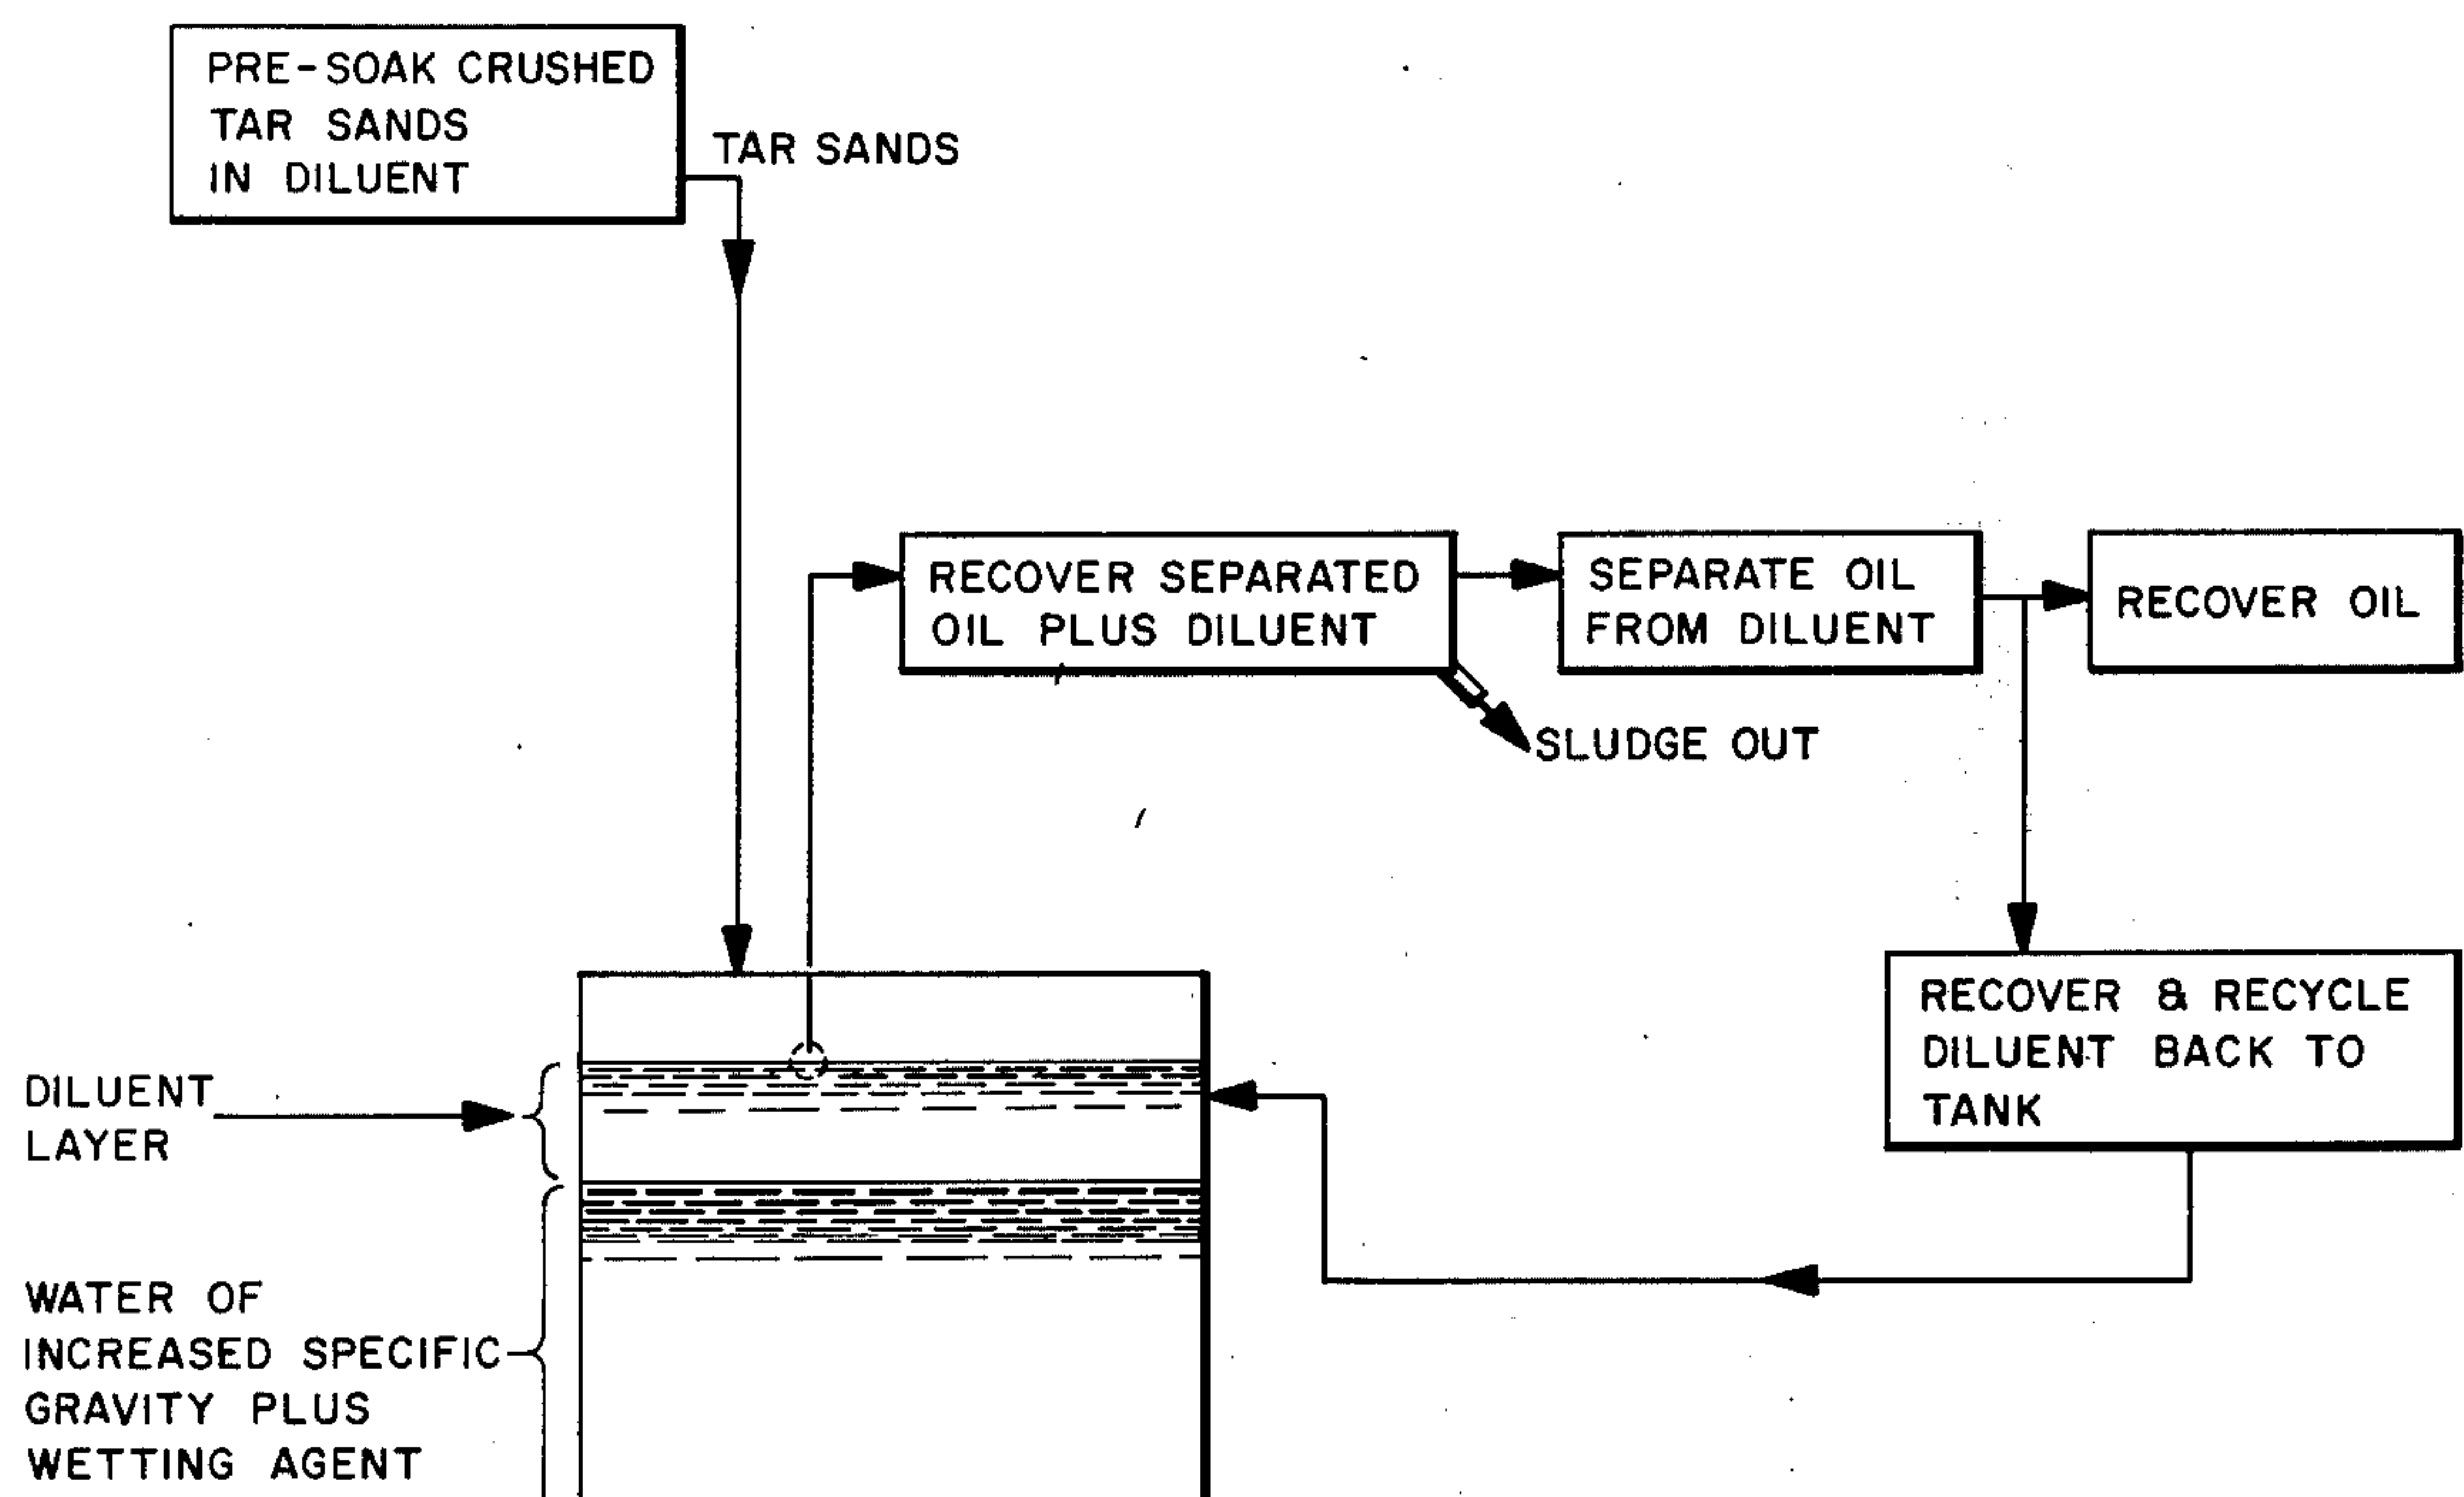 PRE-SOAK CRUSHED
TAR SANDS
IN DILUENT
TAR SANDS
RECOVER SEPARATED
OIL PLUS DILUENT
SEPARATE OIL
FROM DILUENT
RECOVER OIL
SLUDGE OUT
RECOVER & RECYCLE
DILUENT BACK TO
TANK
DILUENT
LAYER
WATER OF
INCREASED SPECIFIC
GRAVITY PLUS
WETTING AGENT